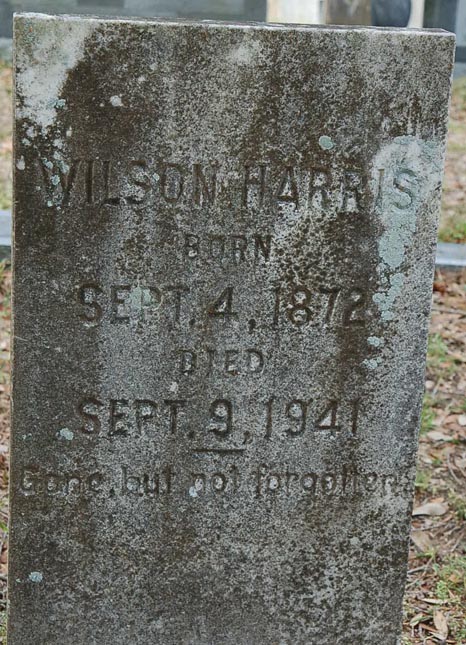 WILSON HARRIS
BORN
SEPT. 4, 1872
DIED
SEPT. 9, 1941
Gone, but not forgotten.